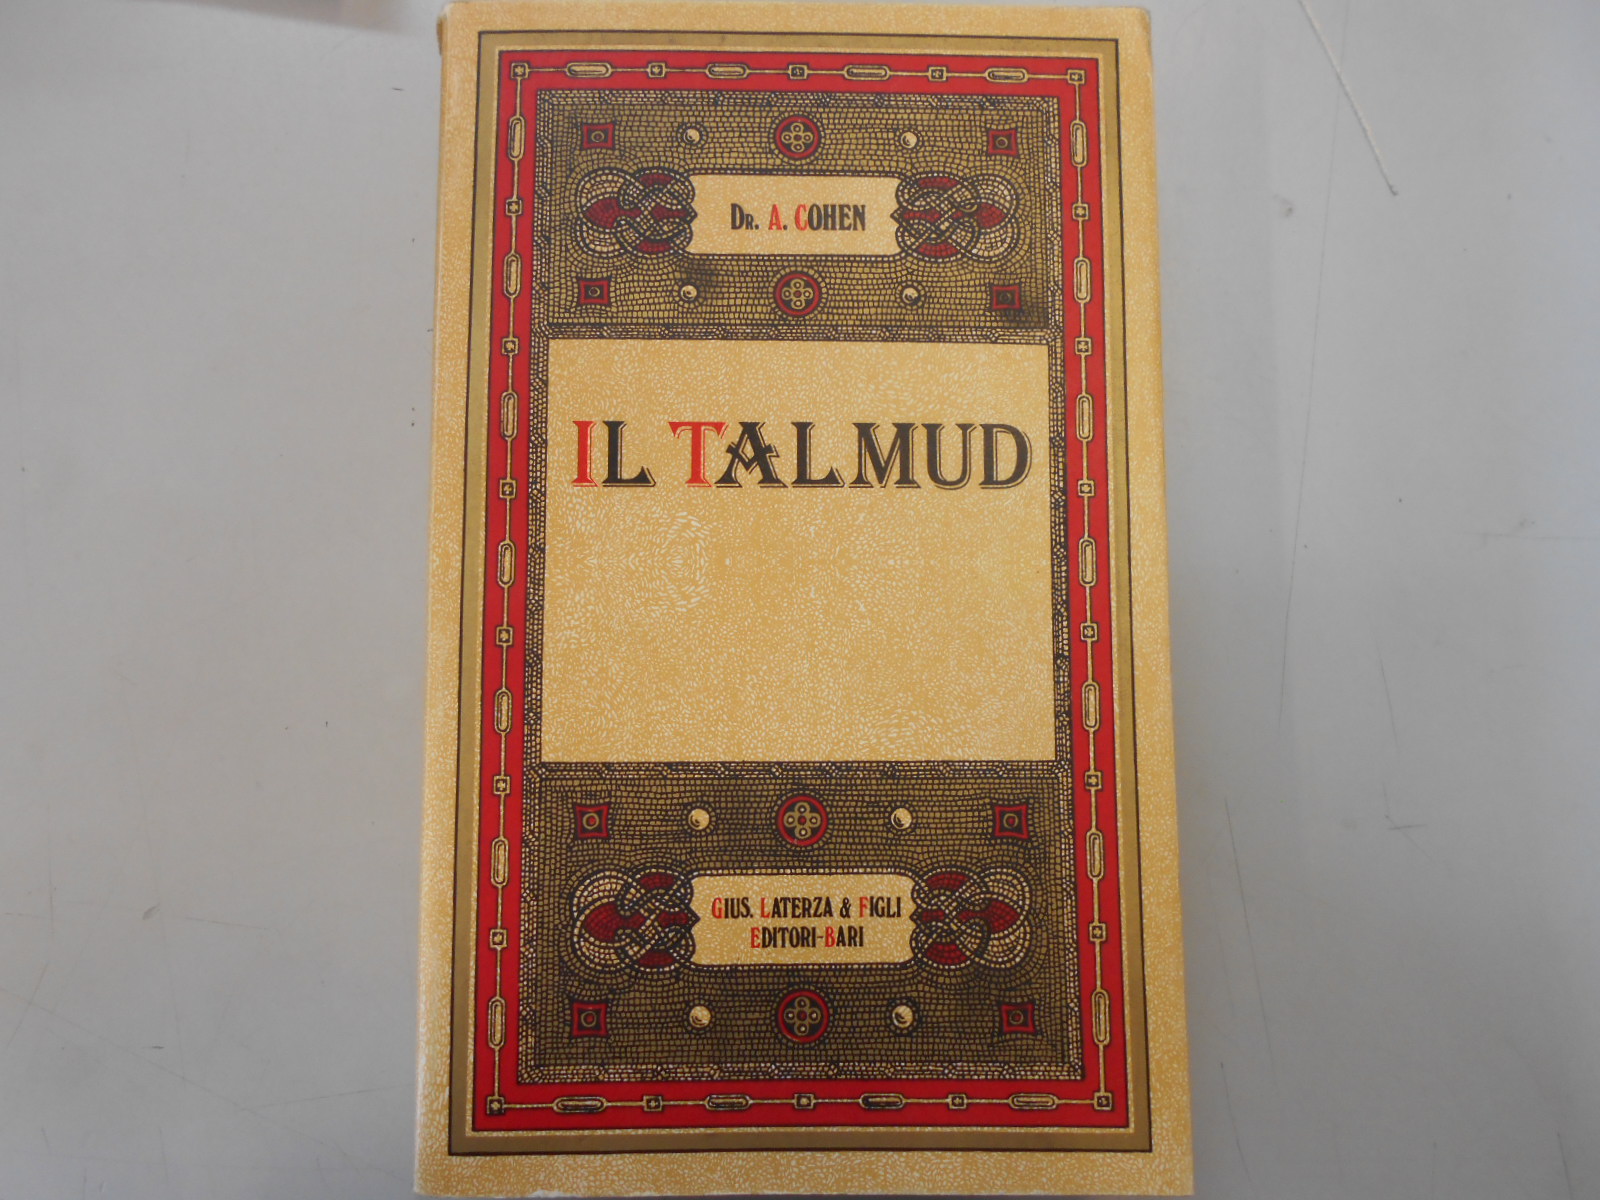 DR. A. COHEN
IL TALMUD
GIUS. LATERZA & FIGLI
EDITORI-BARI